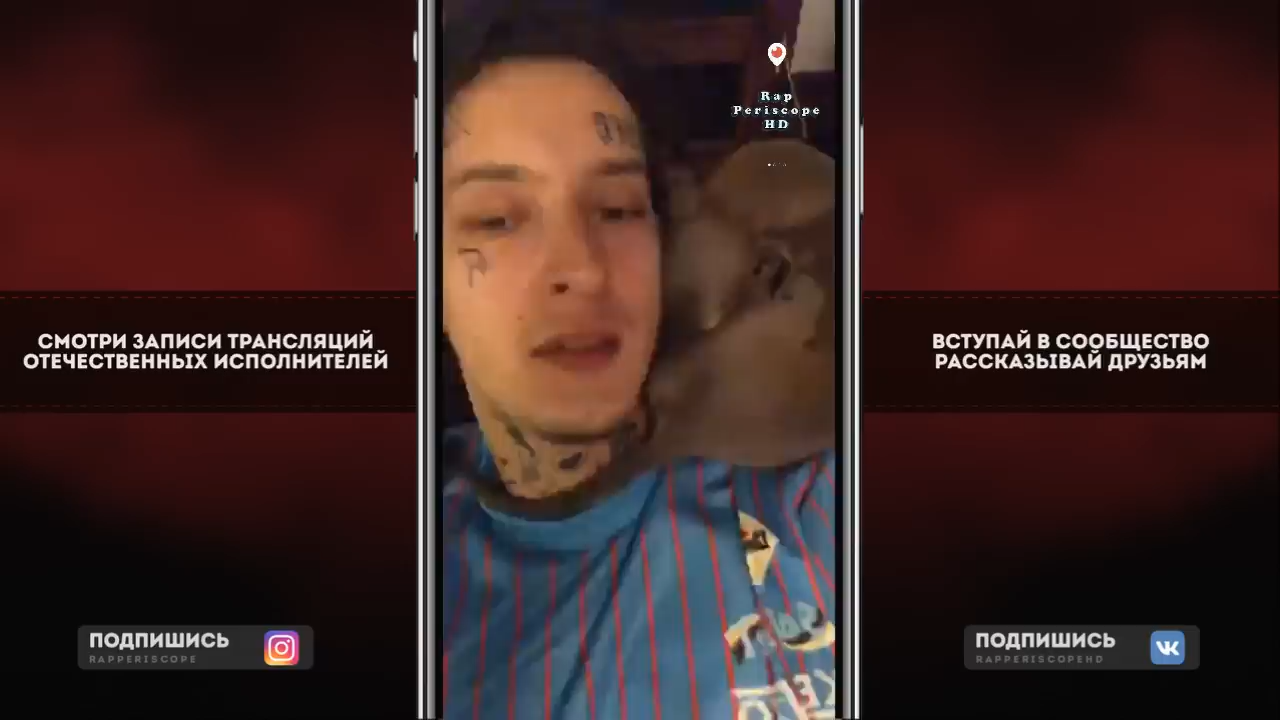 Rap
Periscope
HD
СМОТРИ ЗАПИСИ ТРАНСЛЯЦИЙ
ОТЕЧЕСТВЕННЫХ ИСПОЛНИТЕЛЕЙ
ВСТУПАЙ В СООБЩЕСТВО
РАССКАЗЫВАЙ ДРУЗЬЯМ
ПОДПИШИСЬ
RAPPERISCOPE
ПОДПИШИСЬ
RAPPERISCOPEHD